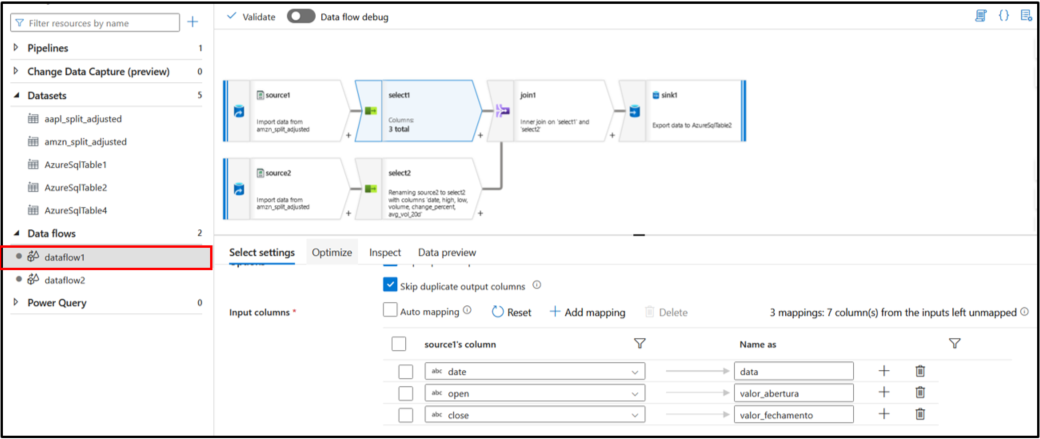 Filter resources by name
Pipelines 1
Change Data Capture (preview) 0
Datasets 5
aapl_split_adjusted
amzn_split_adjusted
AzureSqlTable1
AzureSqlTable2
AzureSqlTable4
Data flows 2
dataflow1
dataflow2
Power Query 0
Validate Data flow debug
source1
Import data from
amzn_split_adjusted
+
select1
Columns:
3 total
+
join1
Inner join on 'select1' and
'select2'
+
sink1
Export data to AzureSqlTable2
source2
Import data from
amzn_split_adjusted
+
select2
Renaming source2 to select2
with columns 'date, high, low,
volume, change_percent,
avg_vol_20d'
+
Select settings Optimize Inspect Data preview
Skip duplicate output columns
Input columns * Auto mapping Reset Add mapping Delete 3 mappings: 7 column(s) from the inputs left unmapped
source1's column Name as
abc date data
abc open valor_abertura
abc close valor_fechamento